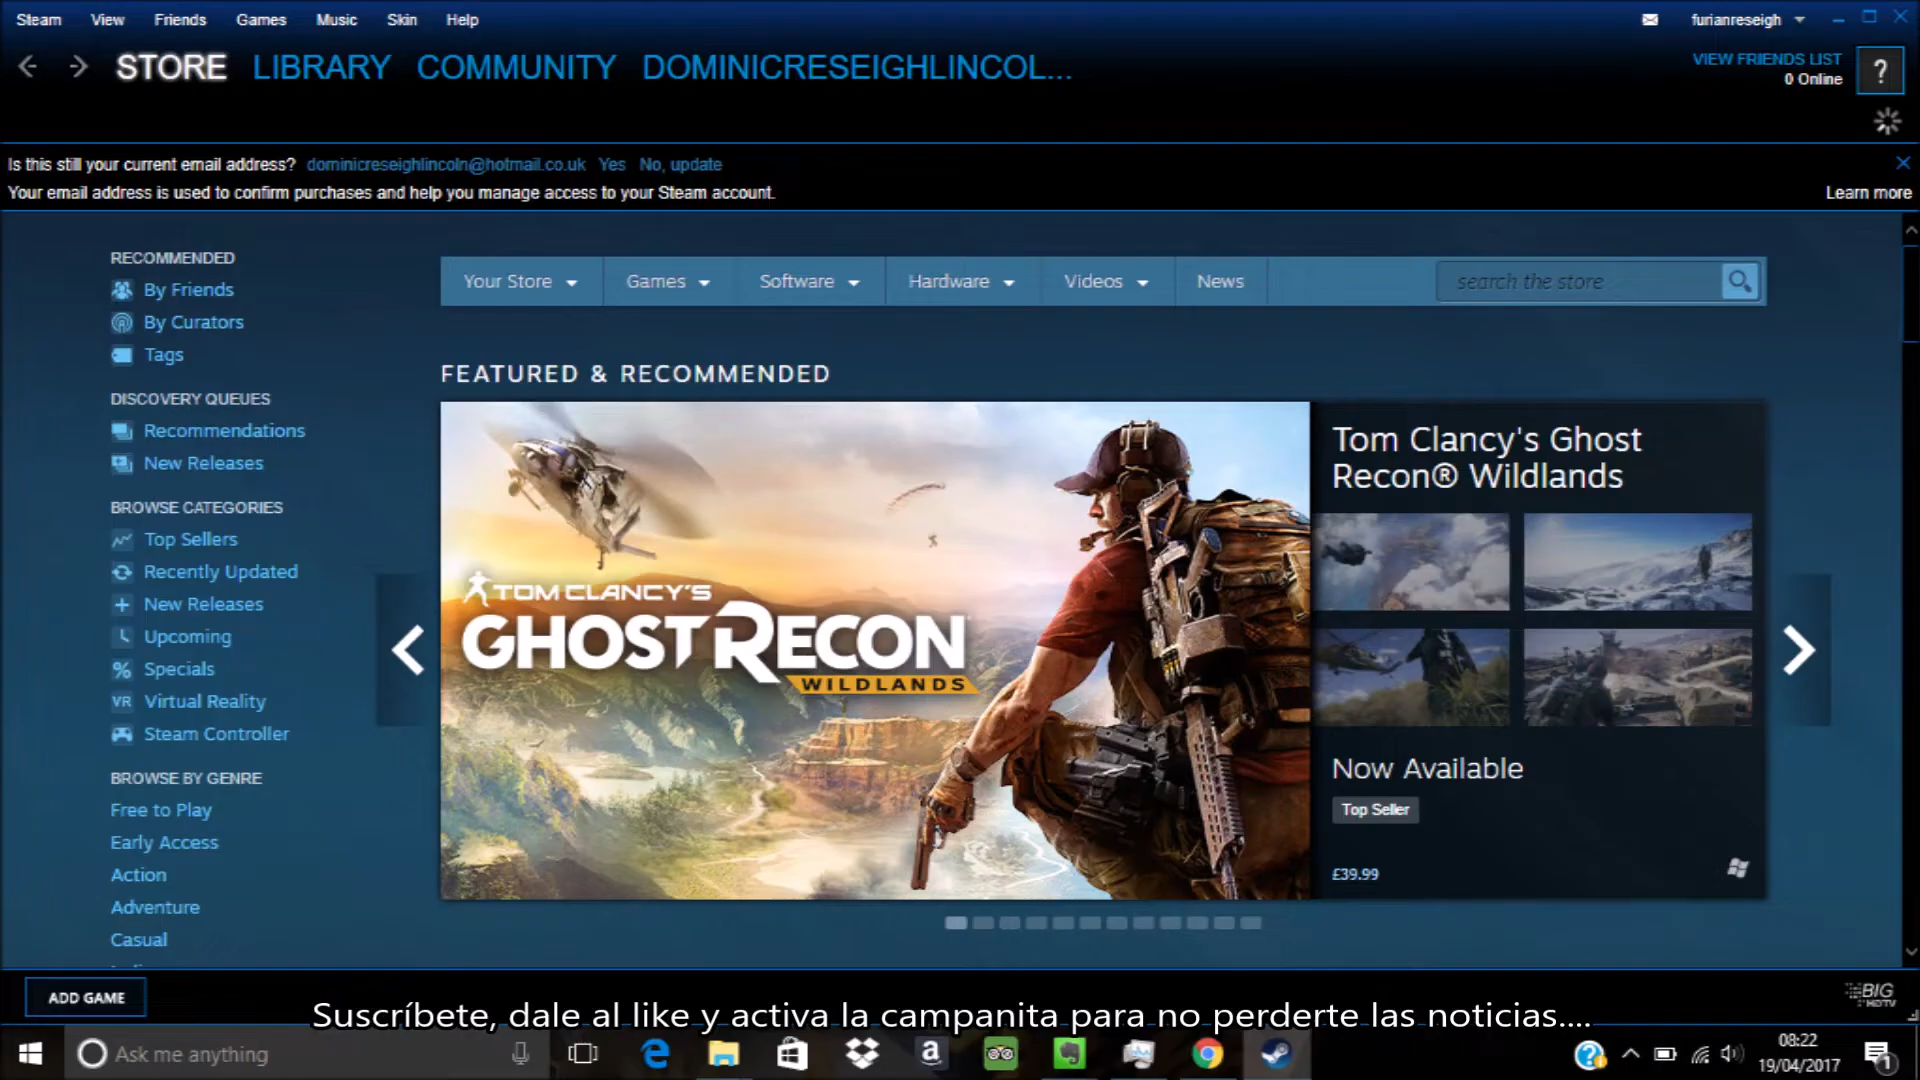 Steam View Friends Games Music Skin Help furianreseigh
STORE LIBRARY COMMUNITY DOMINICRESEIGHLINCOL...
VIEW FRIENDS LIST
0 Online
?
Is this still your current email address? dominicreseighlincoln@hotmail.co.uk Yes No, update
Your email address is used to confirm purchases and help you manage access to your Steam account. Learn more
RECOMMENDED
By Friends
By Curators
Tags
DISCOVERY QUEUES
Recommendations
New Releases
BROWSE CATEGORIES
Top Sellers
Recently Updated
New Releases
Upcoming
% Specials
VR Virtual Reality
Steam Controller
BROWSE BY GENRE
Free to Play
Early Access
Action
Adventure
Casual
Your Store Games Software Hardware Videos News search the store
FEATURED & RECOMMENDED
TOM CLANCY'S
GHOST RECON
WILDLANDS
Tom Clancy's Ghost
Recon® Wildlands
Now Available
Top Seller
£39.99
ADD GAME
BIG
HDTV
Suscríbete, dale al like y activa la campanita para no perderte las noticias....
Ask me anything
08:22
19/04/2017
1